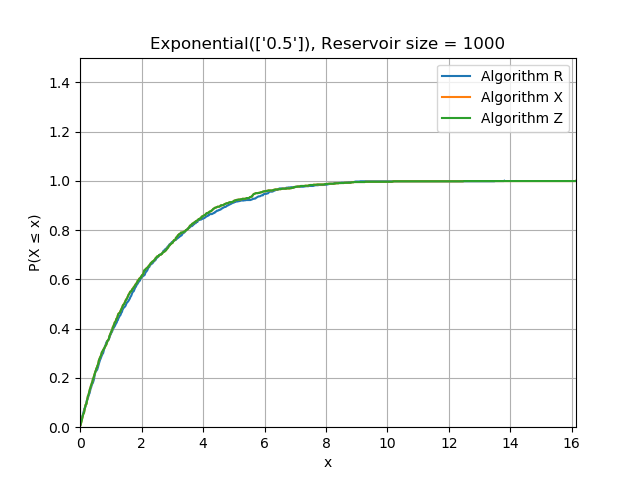 Exponential(['0.5']), Reservoir size = 1000
Algorithm R
Algorithm X
Algorithm Z
P(X ≤ x)
1.4
1.2
1.0
0.8
0.6
0.4
0.2
0.0
0 2 4 6 8 10 12 14 16
x